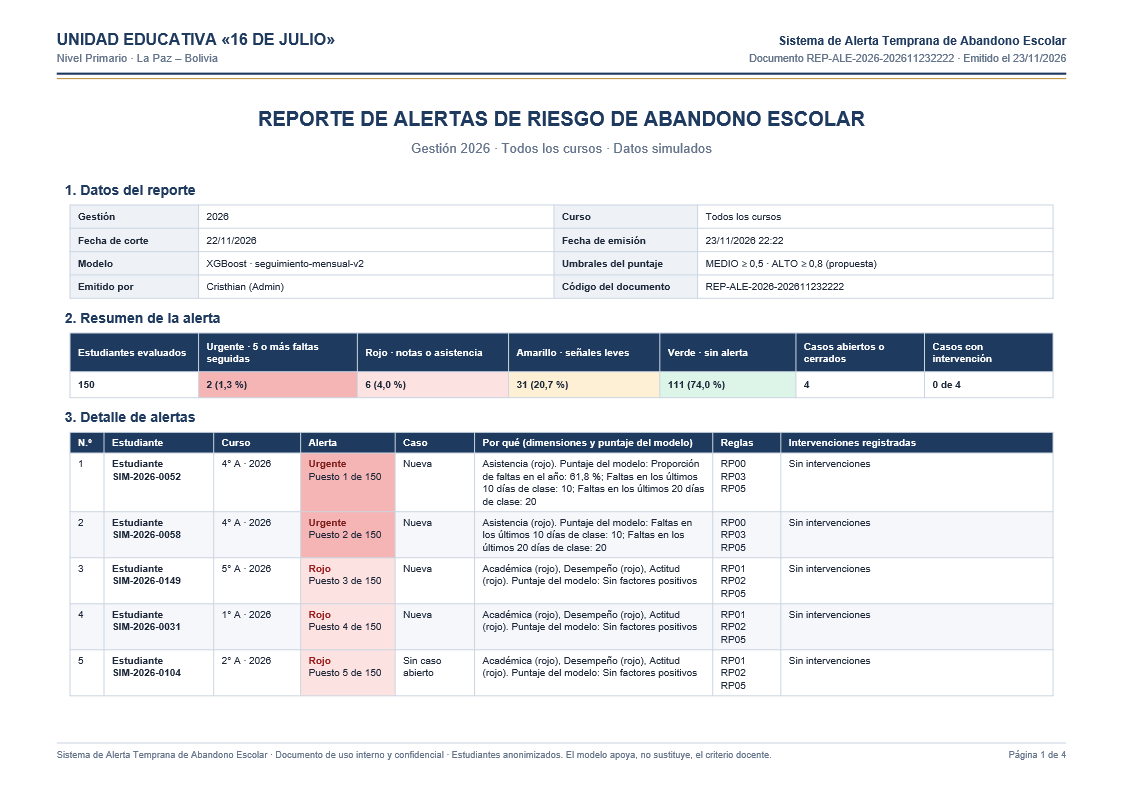 UNIDAD EDUCATIVA «16 DE JULIO»
Nivel Primario · La Paz – Bolivia
Sistema de Alerta Temprana de Abandono Escolar
Documento REP-ALE-2026-202611232222 · Emitido el 23/11/2026
REPORTE DE ALERTAS DE RIESGO DE ABANDONO ESCOLAR
Gestión 2026 · Todos los cursos · Datos simulados
1. Datos del reporte
Gestión 2026 Curso Todos los cursos
Fecha de corte 22/11/2026 Fecha de emisión 23/11/2026 22:22
Modelo XGBoost · seguimiento-mensual-v2 Umbrales del puntaje MEDIO ≥ 0,5 · ALTO ≥ 0,8 (propuesta)
Emitido por Cristhian (Admin) Código del documento REP-ALE-2026-202611232222
2. Resumen de la alerta
Estudiantes evaluados
Urgente · 5 o más faltas
seguidas
Rojo · notas o asistencia
Amarillo · señales leves
Verde · sin alerta
Casos abiertos o
cerrados
Casos con
intervención
150 2 (1,3 %) 6 (4,0 %) 31 (20,7 %) 111 (74,0 %) 4 0 de 4
3. Detalle de alertas
N.º Estudiante Curso Alerta Caso Por qué (dimensiones y puntaje del modelo) Reglas Intervenciones registradas
1
Estudiante
SIM-2026-0052
4° A · 2026
Urgente
Puesto 1 de 150
Nueva
Asistencia (rojo). Puntaje del modelo: Proporción
de faltas en el año: 61,8 %; Faltas en los últimos
10 días de clase: 10; Faltas en los últimos 20 días
de clase: 20
RP00
RP03
RP05
Sin intervenciones
2
Estudiante
SIM-2026-0058
4° A · 2026
Urgente
Puesto 2 de 150
Nueva
Asistencia (rojo). Puntaje del modelo: Faltas en
los últimos 10 días de clase: 10; Faltas en los
últimos 20 días de clase: 20
RP00
RP03
RP05
Sin intervenciones
3
Estudiante
SIM-2026-0149
5° A · 2026
Rojo
Puesto 3 de 150
Nueva
Académica (rojo), Desempeño (rojo), Actitud
(rojo). Puntaje del modelo: Sin factores positivos
RP01
RP02
RP05
Sin intervenciones
4
Estudiante
SIM-2026-0031
1° A · 2026
Rojo
Puesto 4 de 150
Nueva
Académica (rojo), Desempeño (rojo), Actitud
(rojo). Puntaje del modelo: Sin factores positivos
RP01
RP02
RP05
Sin intervenciones
5
Estudiante
SIM-2026-0104
2° A · 2026
Rojo
Puesto 5 de 150
Sin caso
abierto
Académica (rojo), Desempeño (rojo), Actitud
(rojo). Puntaje del modelo: Sin factores positivos
RP01
RP02
RP05
Sin intervenciones
Sistema de Alerta Temprana de Abandono Escolar · Documento de uso interno y confidencial · Estudiantes anonimizados. El modelo apoya, no sustituye, el criterio docente.
Página 1 de 4